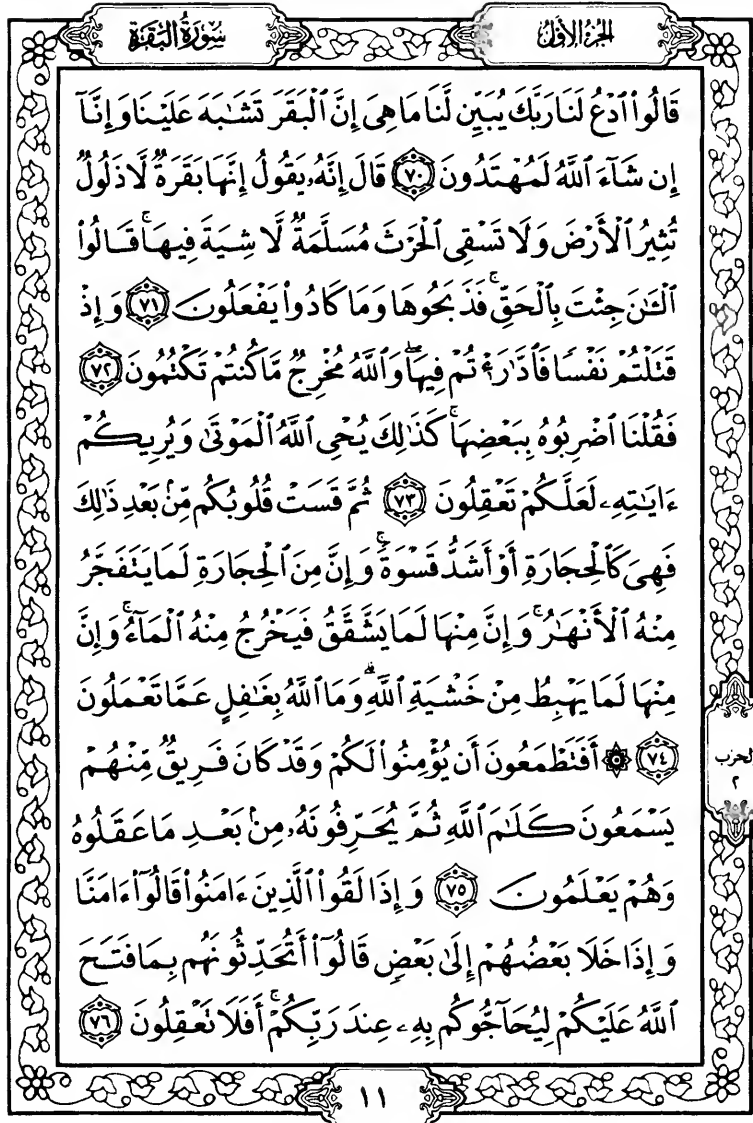 الجزء الأول
سورة البقرة
قَالُوا۟ ٱدْعُ لَنَا رَبَّكَ يُبَيِّن لَّنَا مَا هِىَ إِنَّ ٱلْبَقَرَ تَشَـٰبَهَ عَلَيْنَا وَإِنَّآ
إِن شَآءَ ٱللَّهُ لَمُهْتَدُونَ ٧٠ قَالَ إِنَّهُۥ يَقُولُ إِنَّهَا بَقَرَةٌ لَّا ذَلُولٌ
تُثِيرُ ٱلْأَرْضَ وَلَا تَسْقِى ٱلْحَرْثَ مُسَلَّمَةٌ لَّا شِيَةَ فِيهَا ۚ قَالُوا۟
ٱلْـَٔـٰنَ جِئْتَ بِٱلْحَقِّ ۚ فَذَبَحُوهَا وَمَا كَادُوا۟ يَفْعَلُونَ ٧١ وَإِذْ
قَتَلْتُمْ نَفْسًا فَٱدَّٰرَْٰٔتُمْ فِيهَا ۖ وَٱللَّهُ مُخْرِجٌ مَّا كُنتُمْ تَكْتُمُونَ ٧٢
فَقُلْنَا ٱضْرِبُوهُ بِبَعْضِهَا ۚ كَذَٰلِكَ يُحْىِ ٱللَّهُ ٱلْمَوْتَىٰ وَيُرِيكُمْ
ءَايَـٰتِهِۦ لَعَلَّكُمْ تَعْقِلُونَ ٧٣ ثُمَّ قَسَتْ قُلُوبُكُم مِّنۢ بَعْدِ ذَٰلِكَ
فَهِىَ كَٱلْحِجَارَةِ أَوْ أَشَدُّ قَسْوَةً ۚ وَإِنَّ مِنَ ٱلْحِجَارَةِ لَمَا يَتَفَجَّرُ
مِنْهُ ٱلْأَنْهَـٰرُ ۚ وَإِنَّ مِنْهَا لَمَا يَشَّقَّقُ فَيَخْرُجُ مِنْهُ ٱلْمَآءُ ۚ وَإِنَّ
مِنْهَا لَمَا يَهْبِطُ مِنْ خَشْيَةِ ٱللَّهِ ۗ وَمَا ٱللَّهُ بِغَـٰفِلٍ عَمَّا تَعْمَلُونَ
٧٤ ۞ أَفَتَطْمَعُونَ أَن يُؤْمِنُوا۟ لَكُمْ وَقَدْ كَانَ فَرِيقٌ مِّنْهُمْ
يَسْمَعُونَ كَلَـٰمَ ٱللَّهِ ثُمَّ يُحَرِّفُونَهُۥ مِنۢ بَعْدِ مَا عَقَلُوهُ
وَهُمْ يَعْلَمُونَ ٧٥ وَإِذَا لَقُوا۟ ٱلَّذِينَ ءَامَنُوا۟ قَالُوٓا۟ ءَامَنَّا
وَإِذَا خَلَا بَعْضُهُمْ إِلَىٰ بَعْضٍ قَالُوٓا۟ أَتُحَدِّثُونَهُم بِمَا فَتَحَ
ٱللَّهُ عَلَيْكُمْ لِيُحَآجُّوكُم بِهِۦ عِندَ رَبِّكُمْ ۚ أَفَلَا تَعْقِلُونَ ٧٦
الحزب
٢
١١